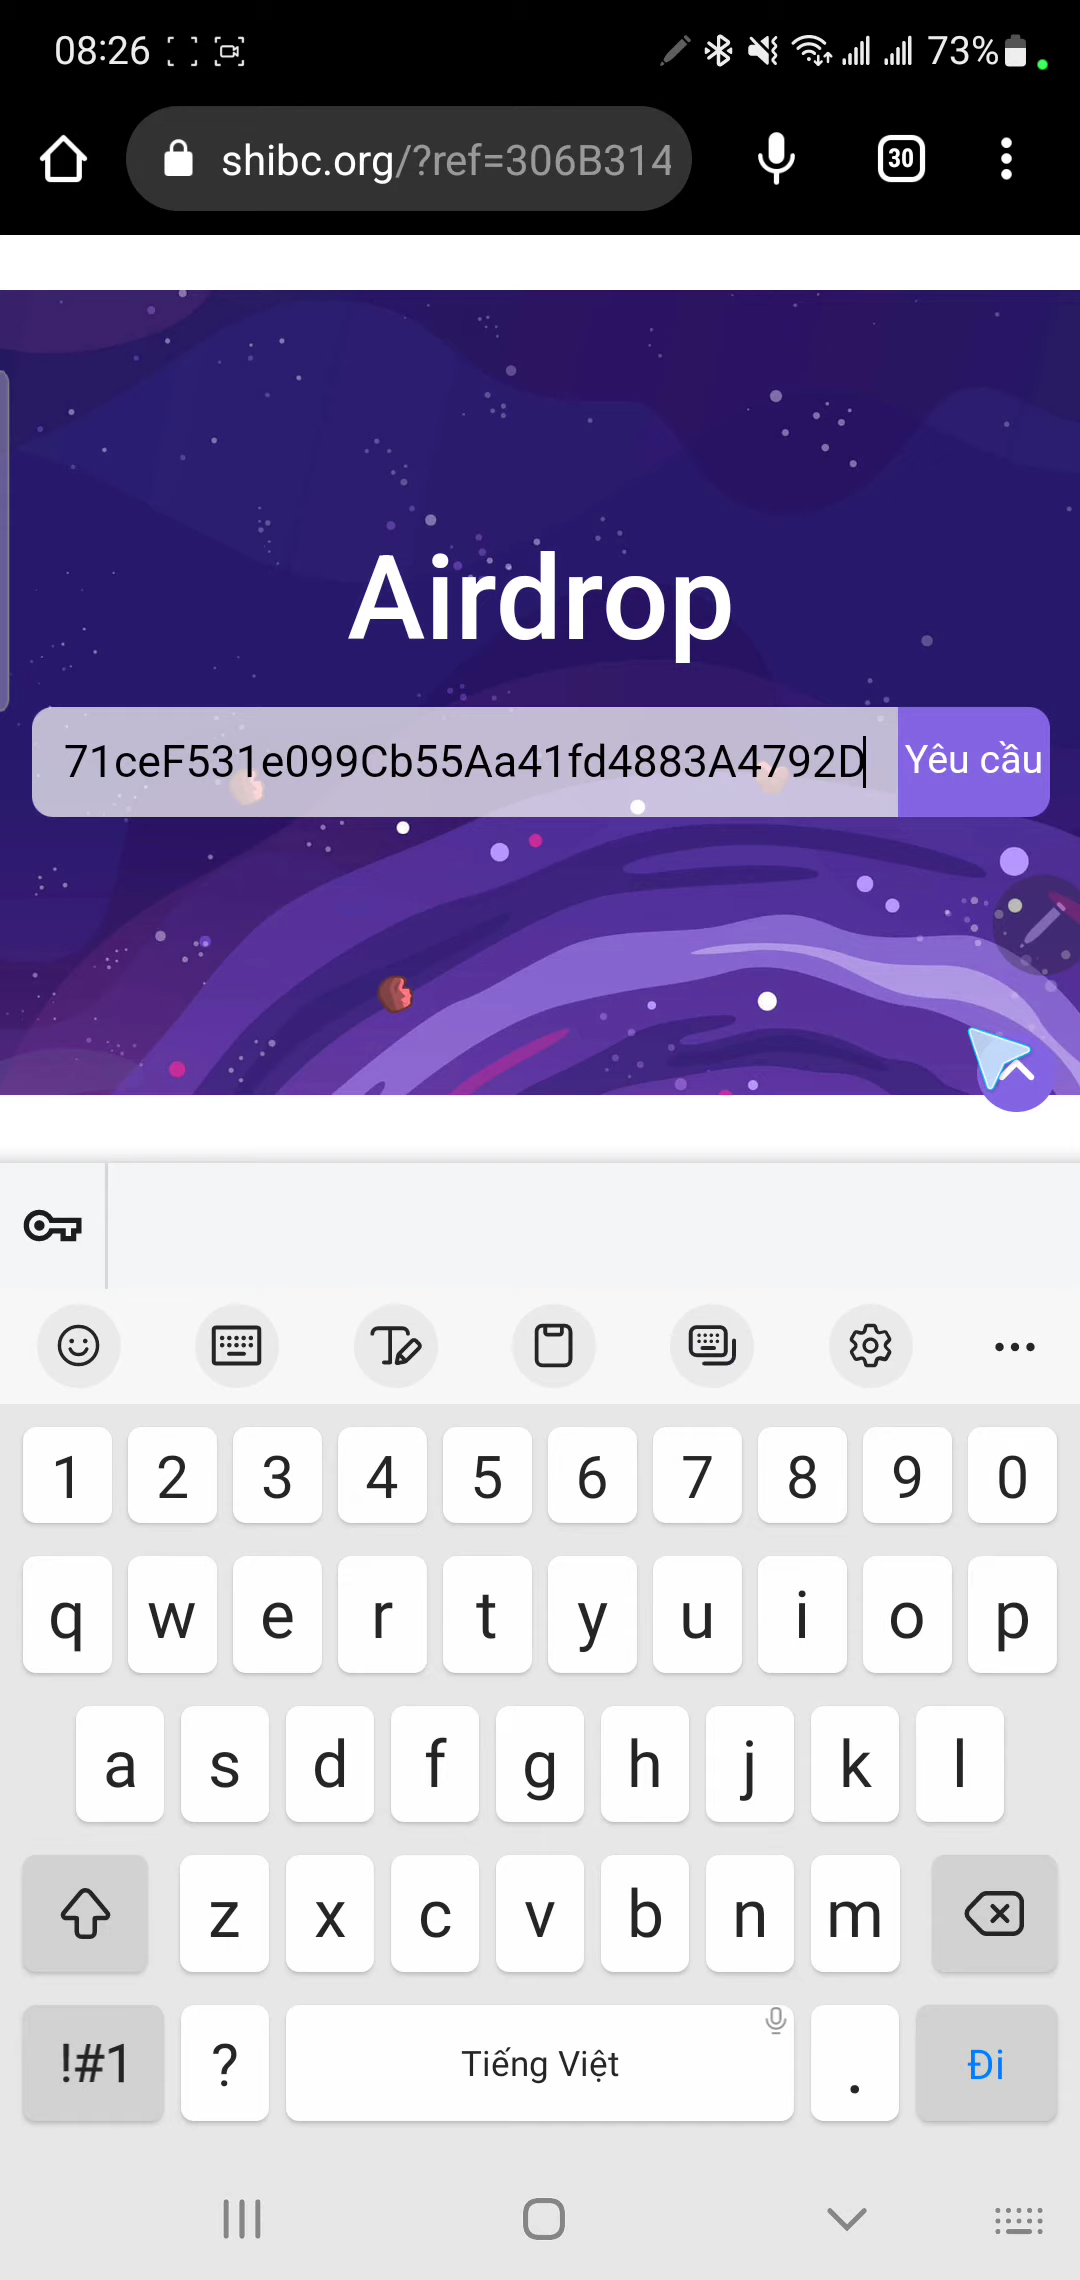 08:26 73%
shibc.org/?ref=306B314 30
Airdrop
71ceF531e099Cb55Aa41fd4883A4792D Yêu cầu
1 2 3 4 5 6 7 8 9 0
q w e r t y u i o p
a s d f g h j k l
z x c v b n m
!#1 ? Tiếng Việt . Đi